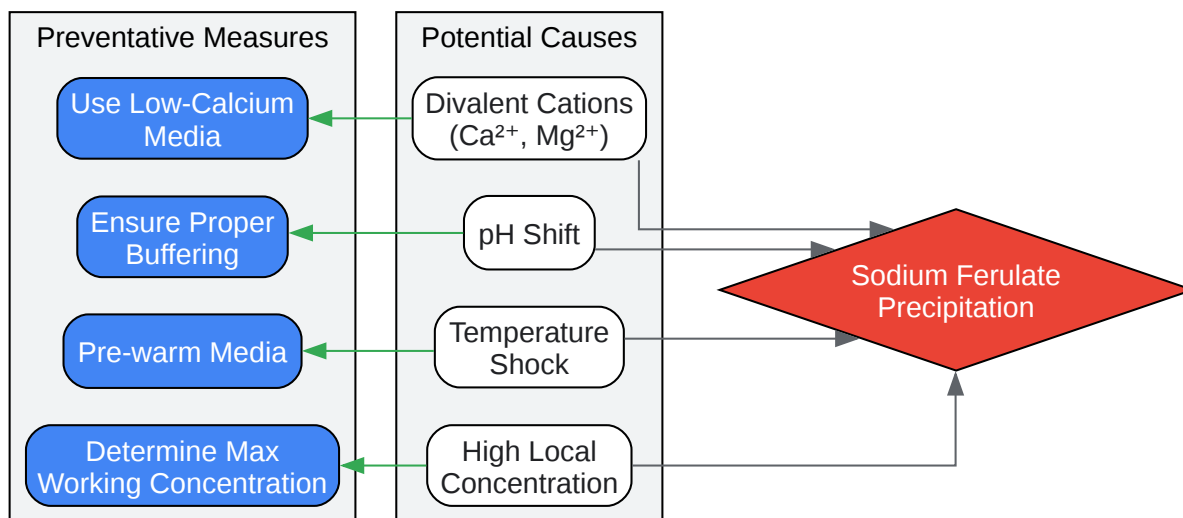 Preventative Measures
Use Low-Calcium
Media
Ensure Proper
Buffering
Pre-warm Media
Determine Max
Working Concentration
Potential Causes
Divalent Cations
(Ca²⁺, Mg²⁺)
pH Shift
Temperature
Shock
High Local
Concentration
Sodium Ferulate
Precipitation